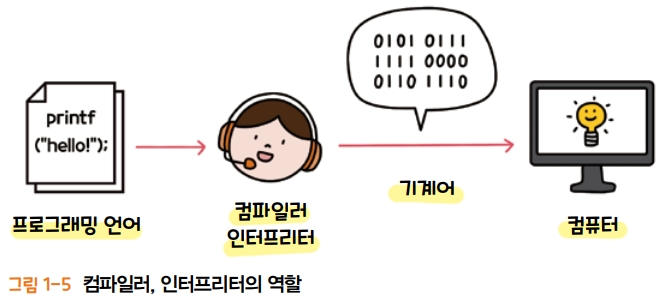 printf
("hello!");
프로그래밍 언어
컴파일러
인터프리터
0101 0111
1111 0000
0110 1110
기계어
컴퓨터
그림 1-5 컴파일러, 인터프리터의 역할